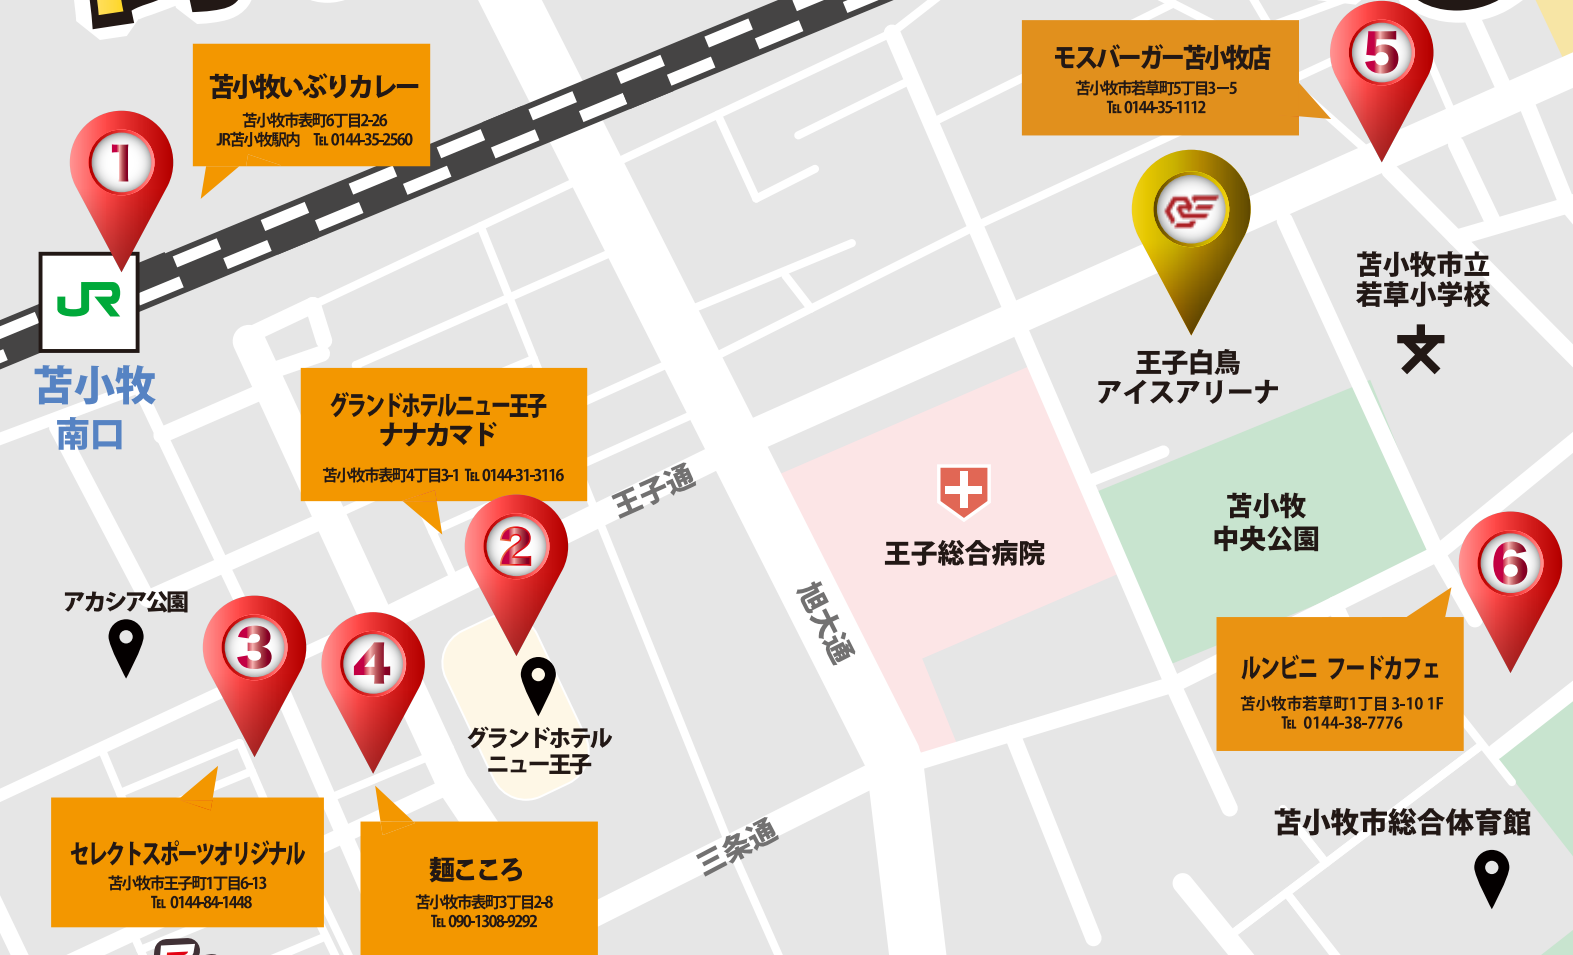 苫小牧いぶりカレー
苫小牧市表町6丁目2-26
JR苫小牧駅内 TEL 0144-35-2560
1
JR
苫小牧
南口
モスバーガー苫小牧店
苫小牧市若草町5丁目3ー5
TEL 0144-35-1112
5
王子白鳥
アイスアリーナ
苫小牧市立
若草小学校
グランドホテルニュー王子
ナナカマド
苫小牧市表町4丁目3-1 TEL 0144-31-3116
2
王子通
王子総合病院
苫小牧
中央公園
6
ルンビニ フードカフェ
苫小牧市若草町1丁目 3-10 1F
TEL 0144-38-7776
アカシア公園
3
4
グランドホテル
ニュー王子
旭大通
三条通
セレクトスポーツオリジナル
苫小牧市王子町1丁目6-13
TEL 0144-84-1448
麺こころ
苫小牧市表町3丁目2-8
TEL 090-1308-9292
苫小牧市総合体育館